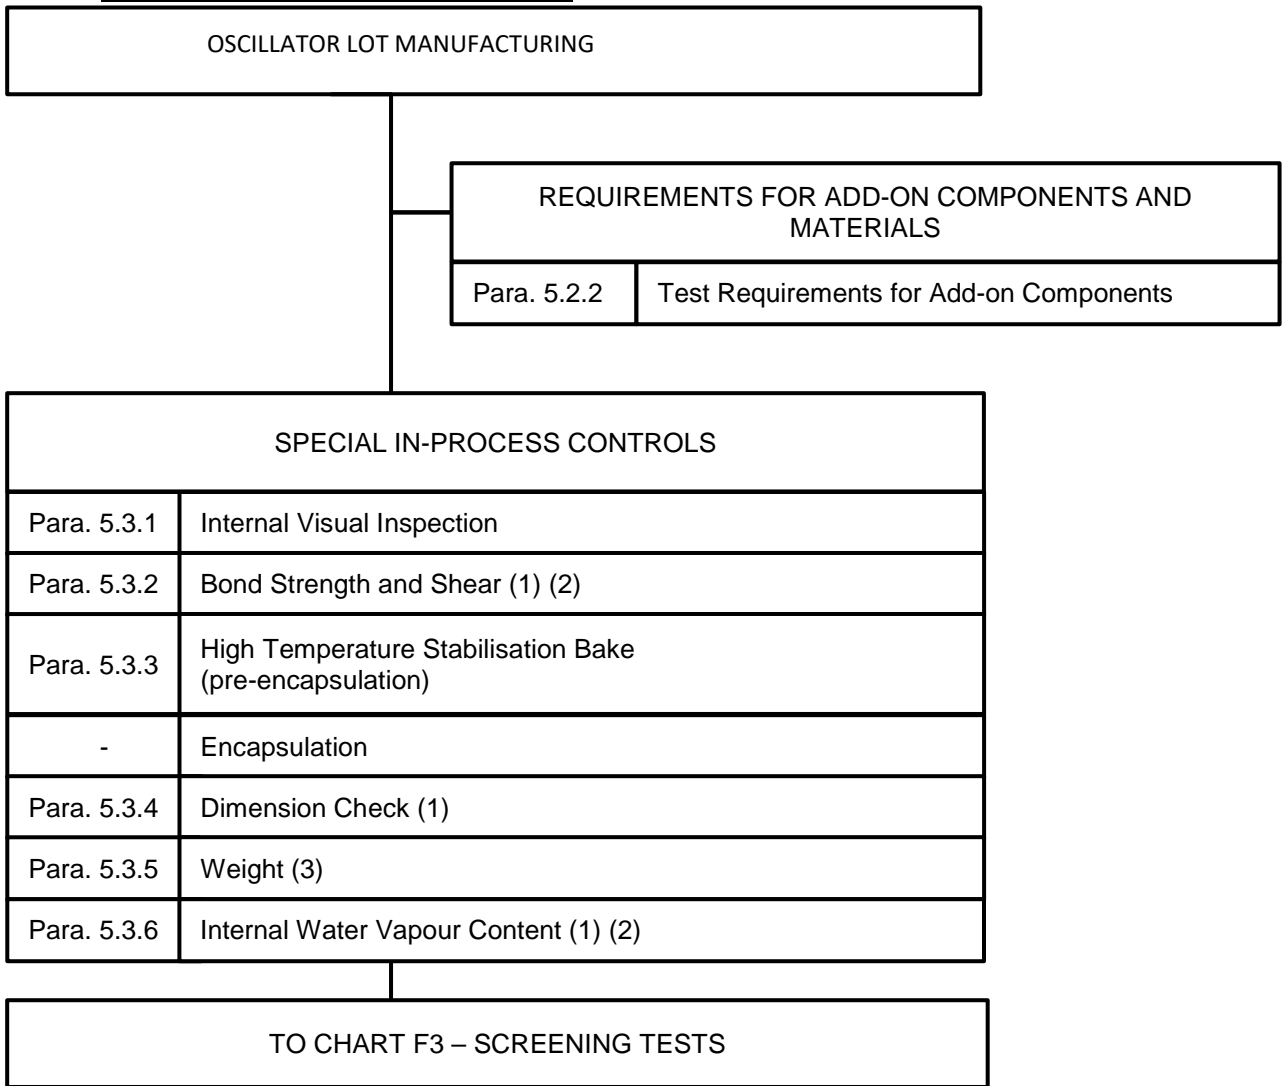 OSCILLATOR LOT MANUFACTURING
REQUIREMENTS FOR ADD-ON COMPONENTS AND
MATERIALS
Para. 5.2.2 Test Requirements for Add-on Components
SPECIAL IN-PROCESS CONTROLS
Para. 5.3.1 Internal Visual Inspection
Para. 5.3.2 Bond Strength and Shear (1) (2)
Para. 5.3.3 High Temperature Stabilisation Bake
(pre-encapsulation)
- Encapsulation
Para. 5.3.4 Dimension Check (1)
Para. 5.3.5 Weight (3)
Para. 5.3.6 Internal Water Vapour Content (1) (2)
TO CHART F3 – SCREENING TESTS